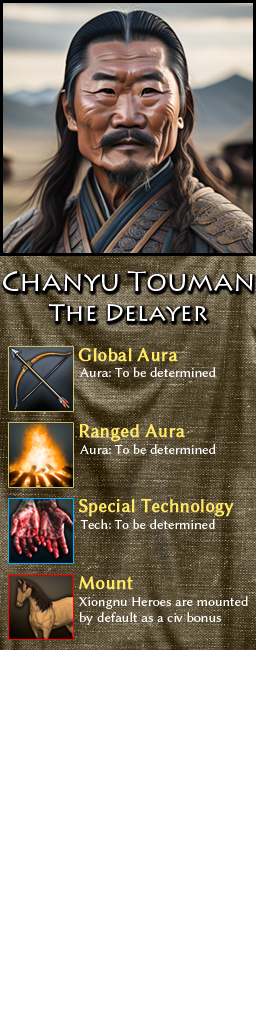 Chanyu Touman
The Delayer
Global Aura
Aura: To be determined
Ranged Aura
Aura: To be determined
Special Technology
Tech: To be determined
Mount
Xiongnu Heroes are mounted
by default as a civ bonus